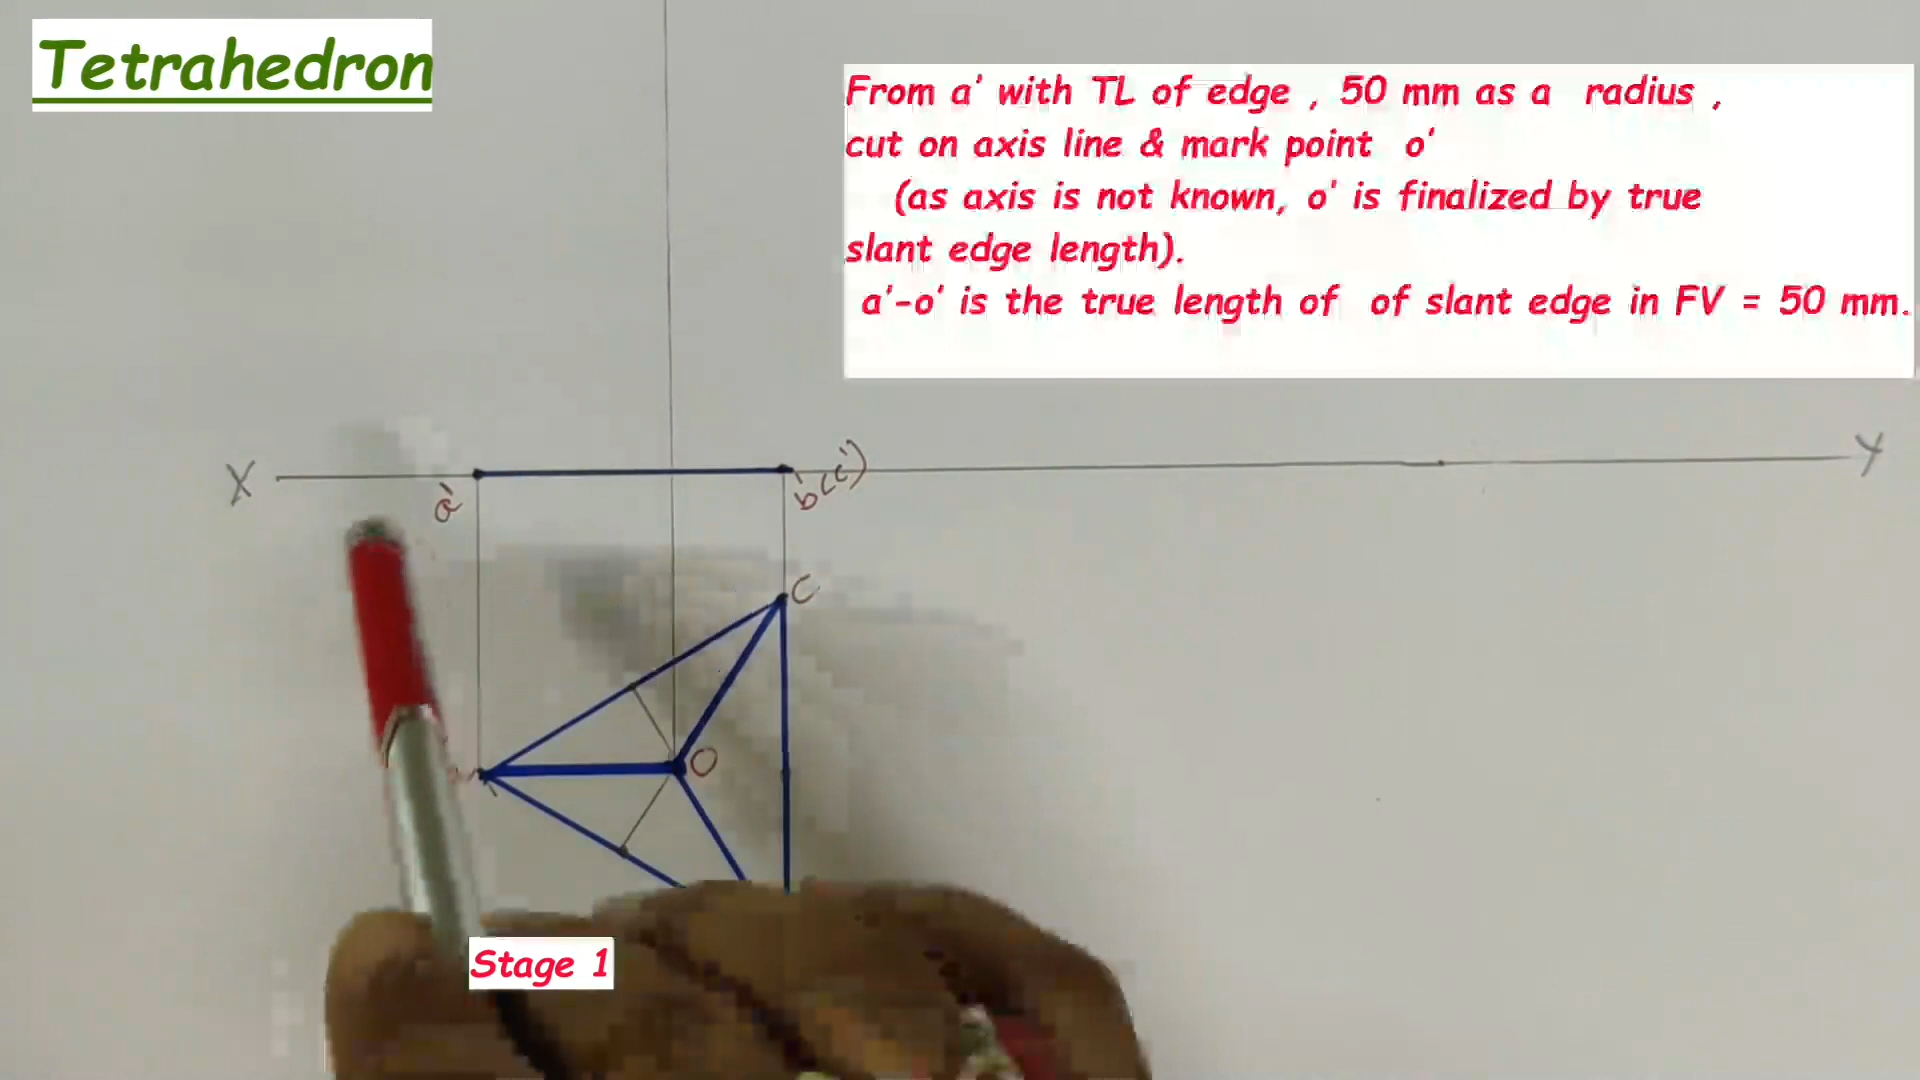 Tetrahedron
From a' with TL of edge , 50 mm as a radius ,
cut on axis line & mark point o'
(as axis is not known, o' is finalized by true
slant edge length).
a'-o' is the true length of of slant edge in FV = 50 mm.
X
Y
a'
b'(c')
C
O
Stage 1